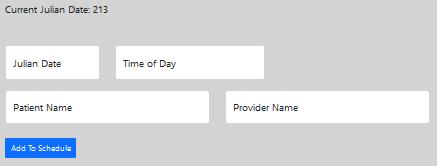 Current Julian Date: 213
Julian Date Time of Day
Patient Name Provider Name
Add To Schedule